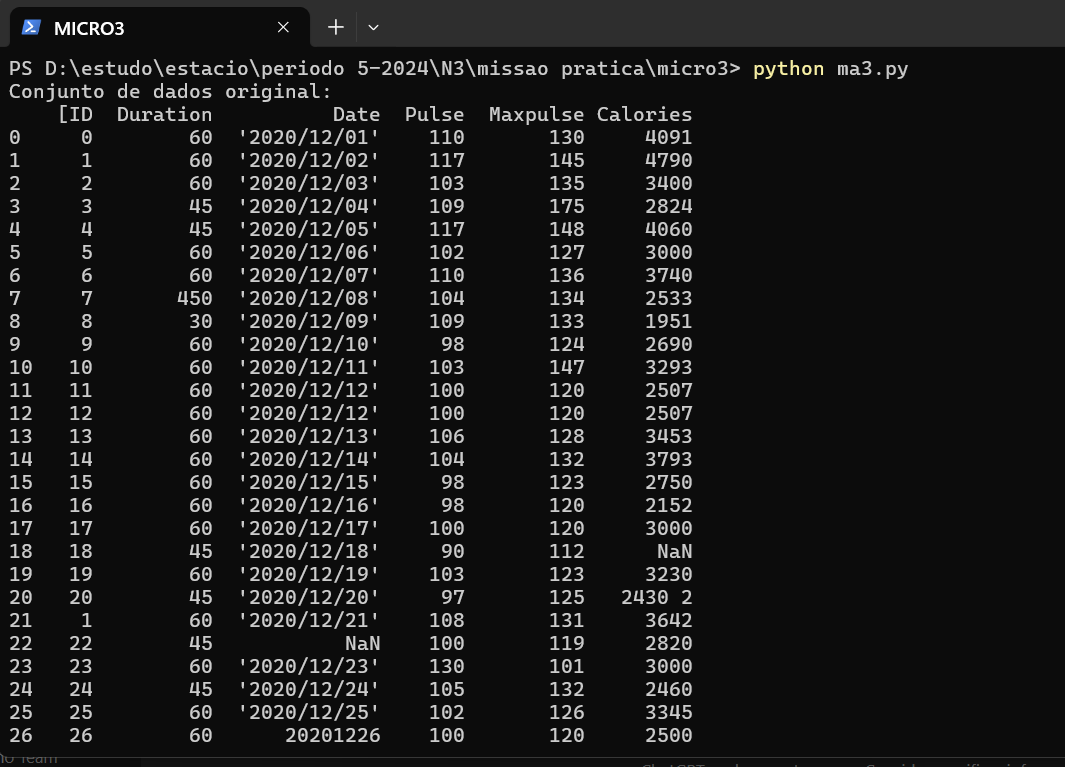 MICRO3
PS D:\estudo\estacio\periodo 5-2024\N3\missao pratica\micro3> python ma3.py
Conjunto de dados original:
    [ID  Duration          Date  Pulse  Maxpulse Calories
0     0        60  '2020/12/01'    110       130     4091
1     1        60  '2020/12/02'    117       145     4790
2     2        60  '2020/12/03'    103       135     3400
3     3        45  '2020/12/04'    109       175     2824
4     4        45  '2020/12/05'    117       148     4060
5     5        60  '2020/12/06'    102       127     3000
6     6        60  '2020/12/07'    110       136     3740
7     7       450  '2020/12/08'    104       134     2533
8     8        30  '2020/12/09'    109       133     1951
9     9        60  '2020/12/10'     98       124     2690
10   10        60  '2020/12/11'    103       147     3293
11   11        60  '2020/12/12'    100       120     2507
12   12        60  '2020/12/12'    100       120     2507
13   13        60  '2020/12/13'    106       128     3453
14   14        60  '2020/12/14'    104       132     3793
15   15        60  '2020/12/15'     98       123     2750
16   16        60  '2020/12/16'     98       120     2152
17   17        60  '2020/12/17'    100       120     3000
18   18        45  '2020/12/18'     90       112      NaN
19   19        60  '2020/12/19'    103       123     3230
20   20        45  '2020/12/20'     97       125   2430 2
21    1        60  '2020/12/21'    108       131     3642
22   22        45           NaN    100       119     2820
23   23        60  '2020/12/23'    130       101     3000
24   24        45  '2020/12/24'    105       132     2460
25   25        60  '2020/12/25'    102       126     3345
26   26        60      20201226    100       120     2500